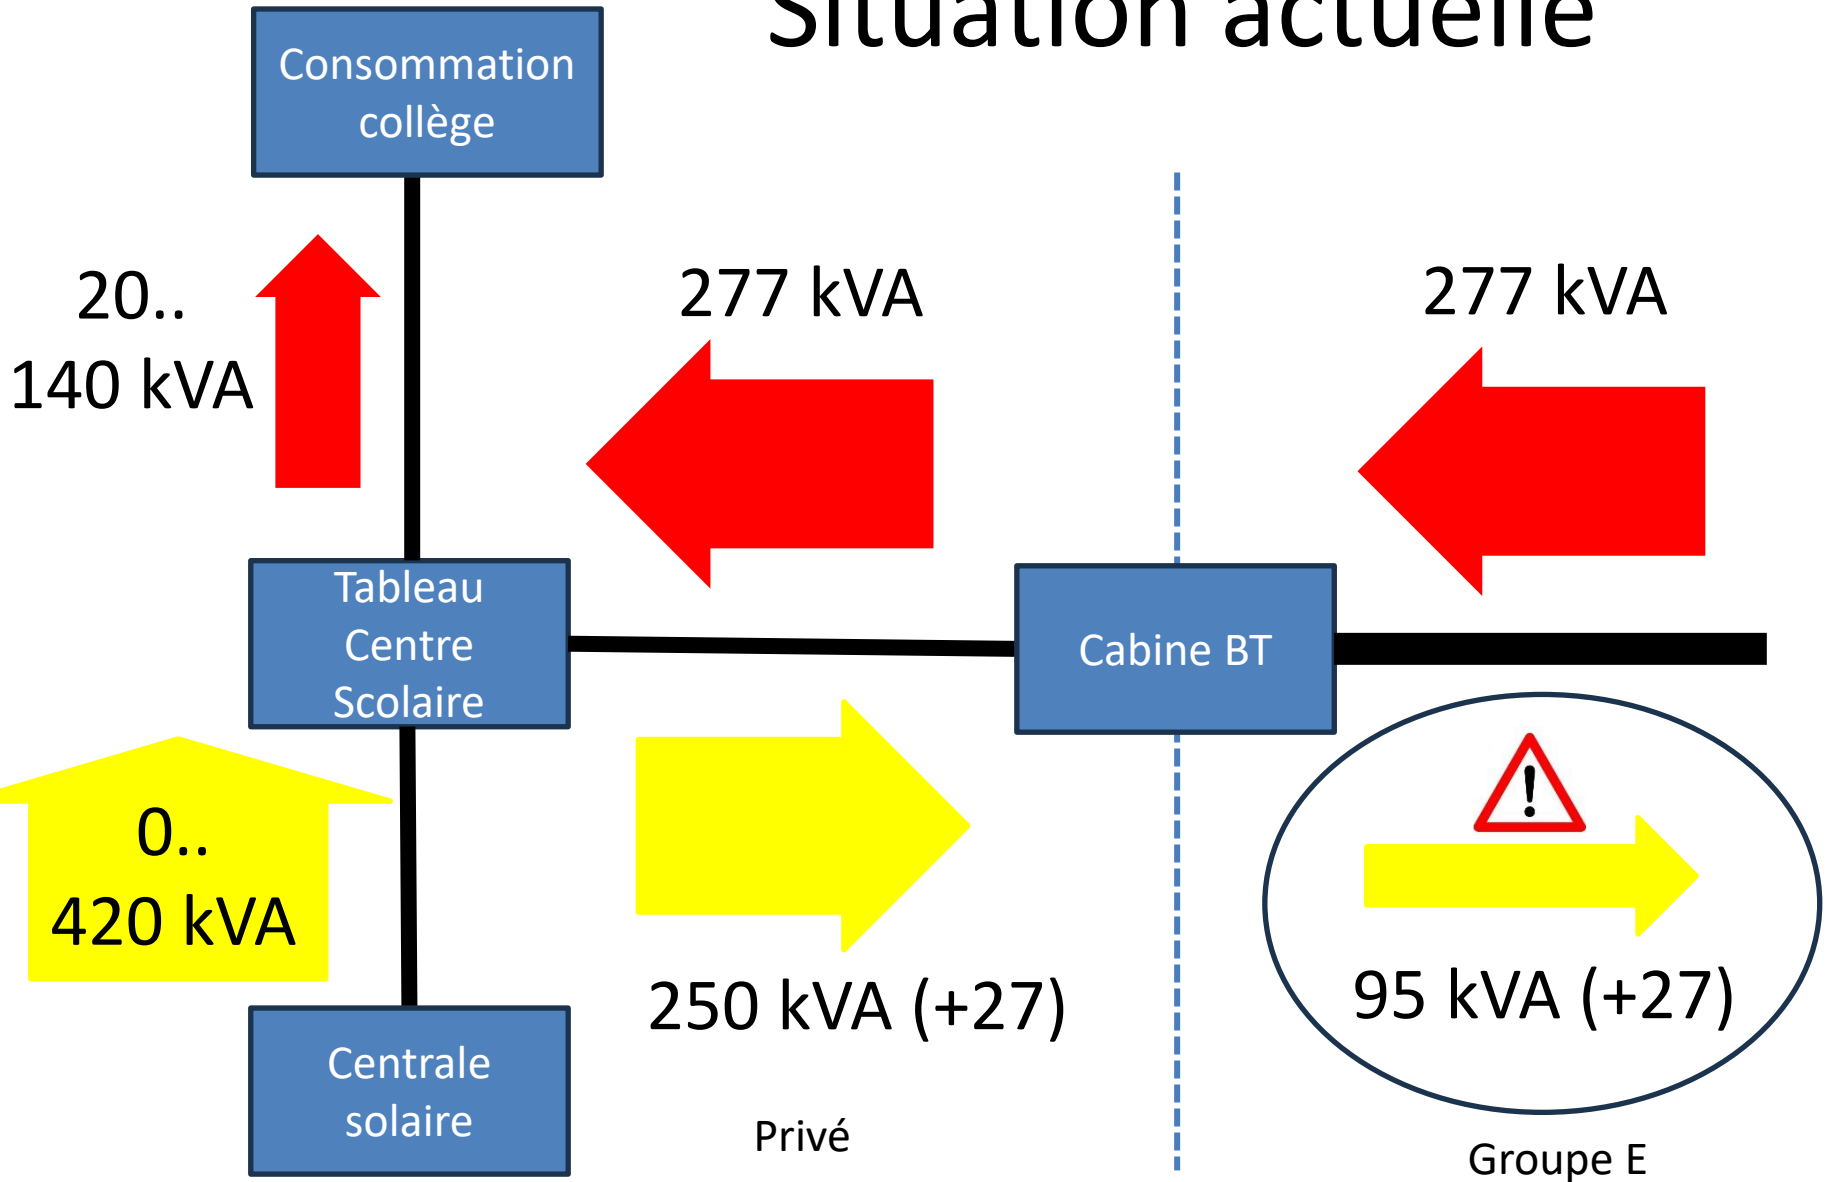 Situation actuelle
Consommation
collège
20..
140 kVA
277 kVA
277 kVA
Tableau
Centre
Scolaire
Cabine BT
0..
420 kVA
250 kVA (+27)
95 kVA (+27)
Centrale
solaire
Privé
Groupe E